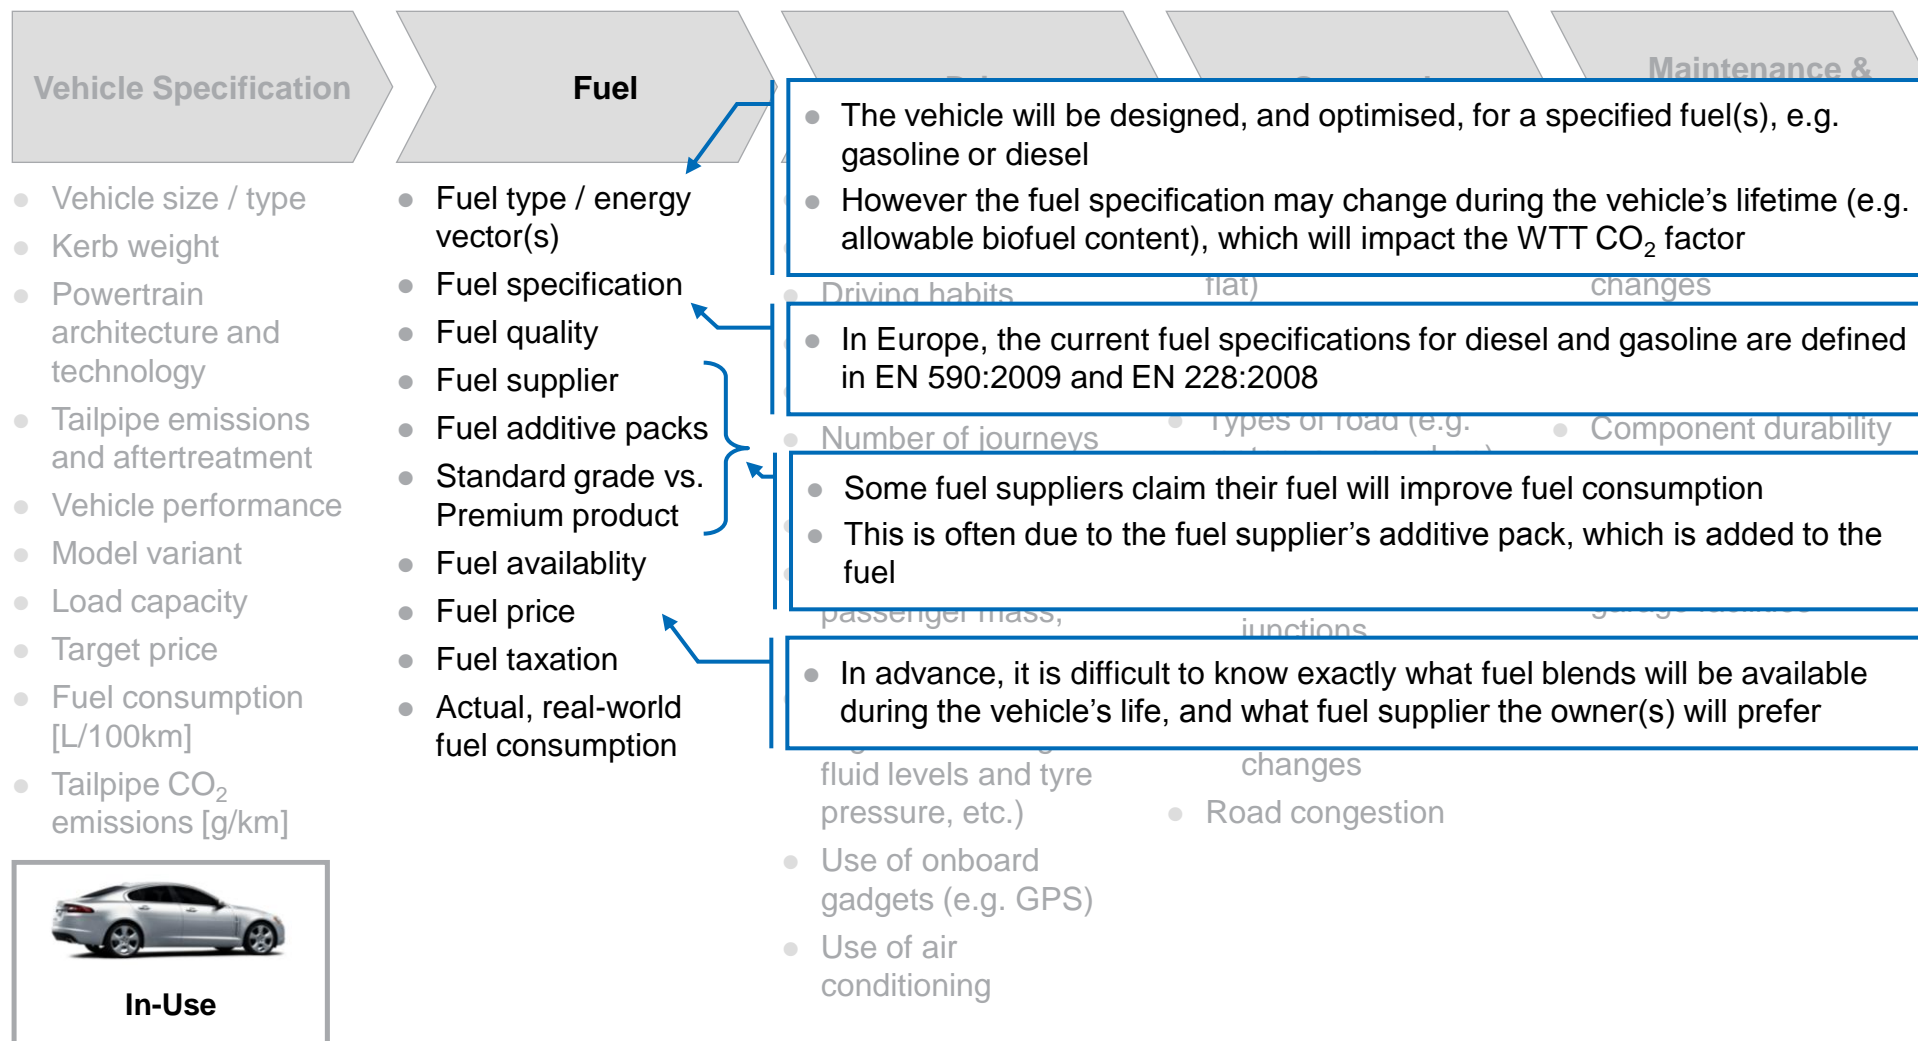 Vehicle Specification
● Vehicle size / type
● Kerb weight
● Powertrain
architecture and
technology
● Tailpipe emissions
and aftertreatment
● Vehicle performance
● Model variant
● Load capacity
● Target price
● Fuel consumption
[L/100km]
● Tailpipe CO2
emissions [g/km]
In-Use
Fuel
● Fuel type / energy
vector(s)
● Fuel specification
● Fuel quality
● Fuel supplier
● Fuel additive packs
● Standard grade vs.
Premium product
● Fuel availablity
● Fuel price
● Fuel taxation
● Actual, real-world
fuel consumption
● The vehicle will be designed, and optimised, for a specified fuel(s), e.g.
gasoline or diesel
● However the fuel specification may change during the vehicle's lifetime (e.g.
allowable biofuel content), which will impact the WTT CO2 factor
● In Europe, the current fuel specifications for diesel and gasoline are defined
in EN 590:2009 and EN 228:2008
● Some fuel suppliers claim their fuel will improve fuel consumption
● This is often due to the fuel supplier's additive pack, which is added to the
fuel
● In advance, it is difficult to know exactly what fuel blends will be available
during the vehicle's life, and what fuel supplier the owner(s) will prefer
● Driving habits
● Number of journeys
passenger mass,
fluid levels and tyre
pressure, etc.)
● Use of onboard
gadgets (e.g. GPS)
● Use of air
conditioning
flat)
● Types of road (e.g.
junctions
changes
● Road congestion
Maintenance &
changes
● Component durability